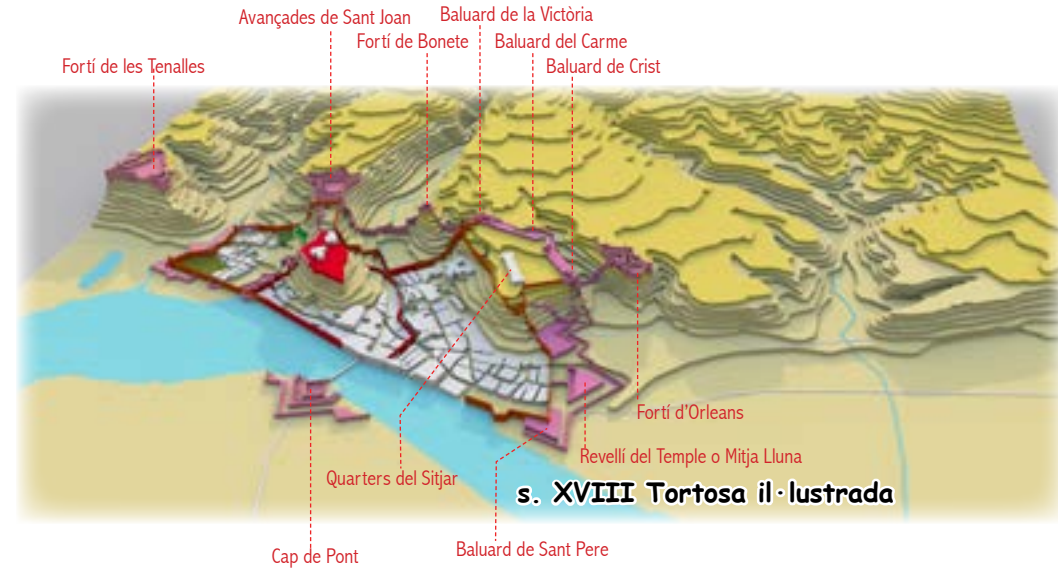 Avançades de Sant Joan
Baluard de la Victòria
Fortí de Bonete
Baluard del Carme
Fortí de les Tenalles
Baluard de Crist
Fortí d'Orleans
Revellí del Temple o Mitja Lluna
Quarters del Sitjar
s. XVIII Tortosa il·lustrada
Baluard de Sant Pere
Cap de Pont